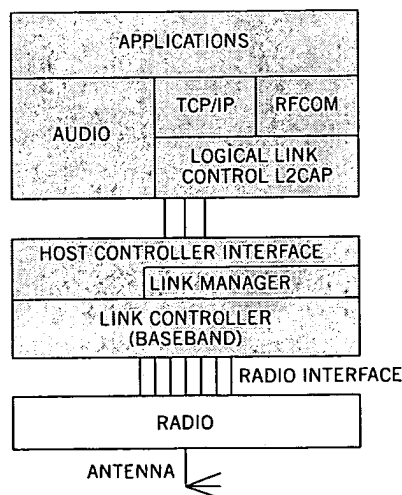 APPLICATIONS
TCP/IP
RFCOM
AUDIO
LOGICAL LINK
CONTROL L2CAP
HOST CONTROLLER INTERFACE
LINK MANAGER
LINK CONTROLLER
(BASEBAND)
RADIO INTERFACE
RADIO
ANTENNA